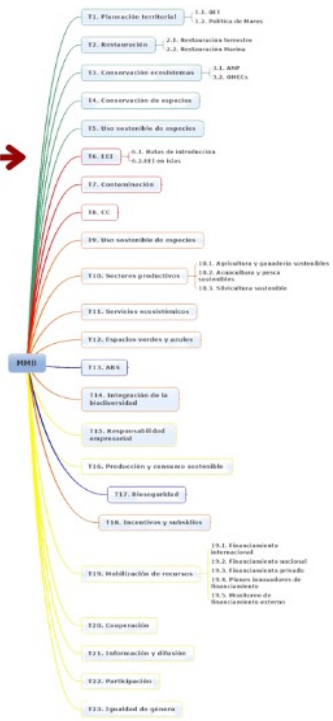 T1. Planeación territorial
1.1. OET
1.2. Política de Mares
T2. Restauración
2.1. Restauración terrestre
2.2. Restauración Marina
T3. Conservación ecosistemas
3.1. ANP
3.2. OMECs
T4. Conservación de especies
T5. Uso sostenible de especies
T6. EEI
6.1. Rutas de introducción
6.2.EEI en islas
T7. Contaminación
T8. CC
T9. Uso sostenible de especies
T10. Sectores productivos
10.1. Agricultura y ganadería sostenibles
10.2. Acuacultura y pesca
sostenibles
10.3. Silvicultura sostenible
T11. Servicios ecosistémicos
T12. Espacios verdes y azules
MMB
T13. ABS
T14. Integración de la
biodiversidad
T15. Responsabilidad
empresarial
T16. Producción y consumo sostenible
T17. Bioseguridad
T18. Incentivos y subsidios
T19. Mobilización de recursos
19.1. Financiamiento
internacional
19.2. Financiamiento nacional
19.3. Financiamiento privado
19.4. Planes innovadores de
financiamiento
19.5. Monitoreo de
financiamiento externo
T20. Cooperación
T21. Información y difusión
T22. Participación
T23. Igualdad de género